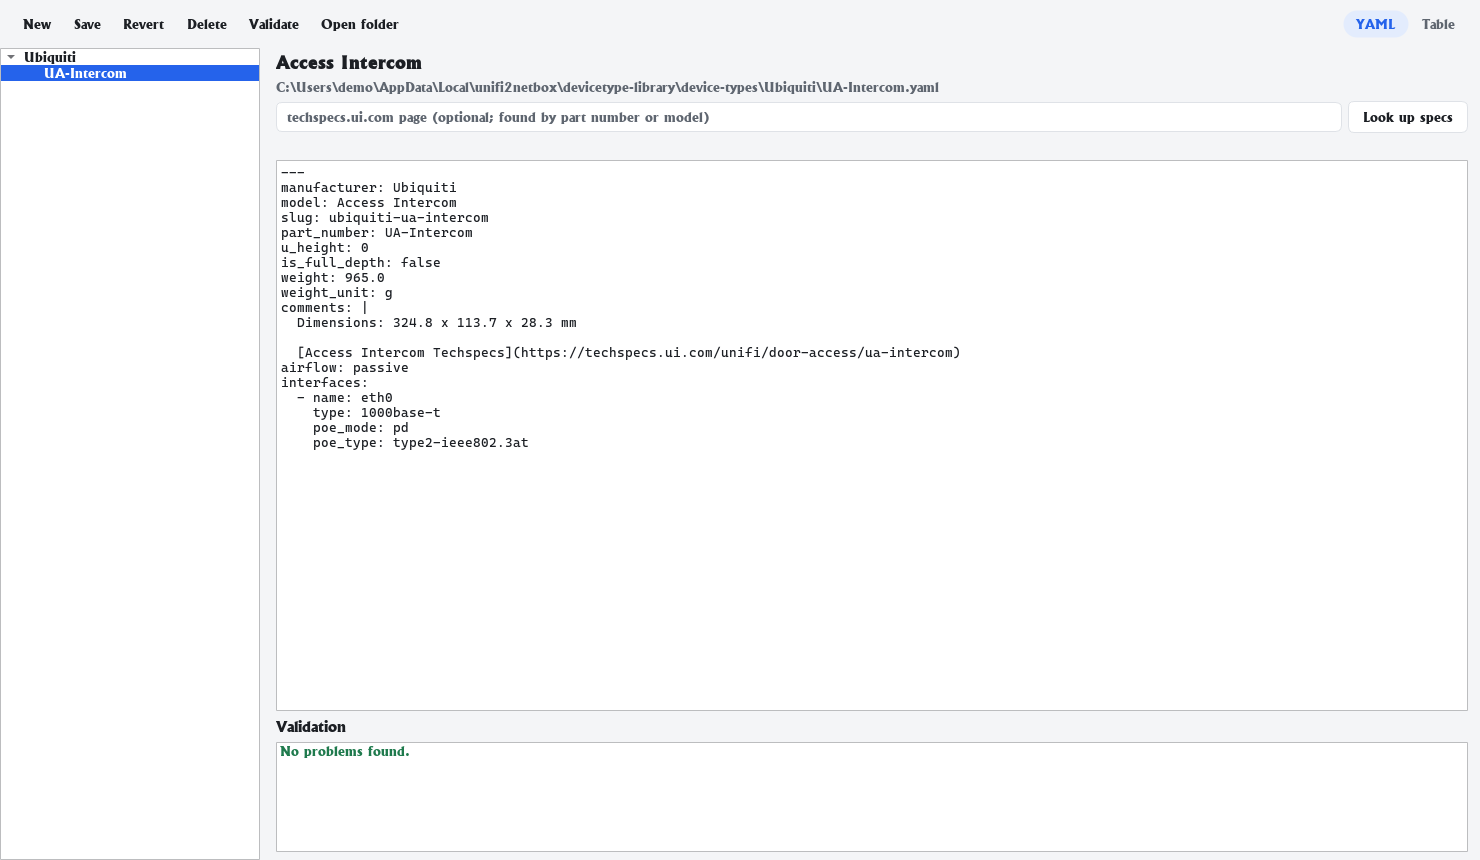 New Save Revert Delete Validate Open folder YAML Table
Ubiquiti
UA-Intercom
Access Intercom
C:\Users\demo\AppData\Local\unifi2netbox\devicetype-library\device-types\Ubiquiti\UA-Intercom.yaml
techspecs.ui.com page (optional; found by part number or model) Look up specs
---
manufacturer: Ubiquiti
model: Access Intercom
slug: ubiquiti-ua-intercom
part_number: UA-Intercom
u_height: 0
is_full_depth: false
weight: 965.0
weight_unit: g
comments: |
  Dimensions: 324.8 x 113.7 x 28.3 mm

  [Access Intercom Techspecs](https://techspecs.ui.com/unifi/door-access/ua-intercom)
airflow: passive
interfaces:
  - name: eth0
    type: 1000base-t
    poe_mode: pd
    poe_type: type2-ieee802.3at
Validation
No problems found.